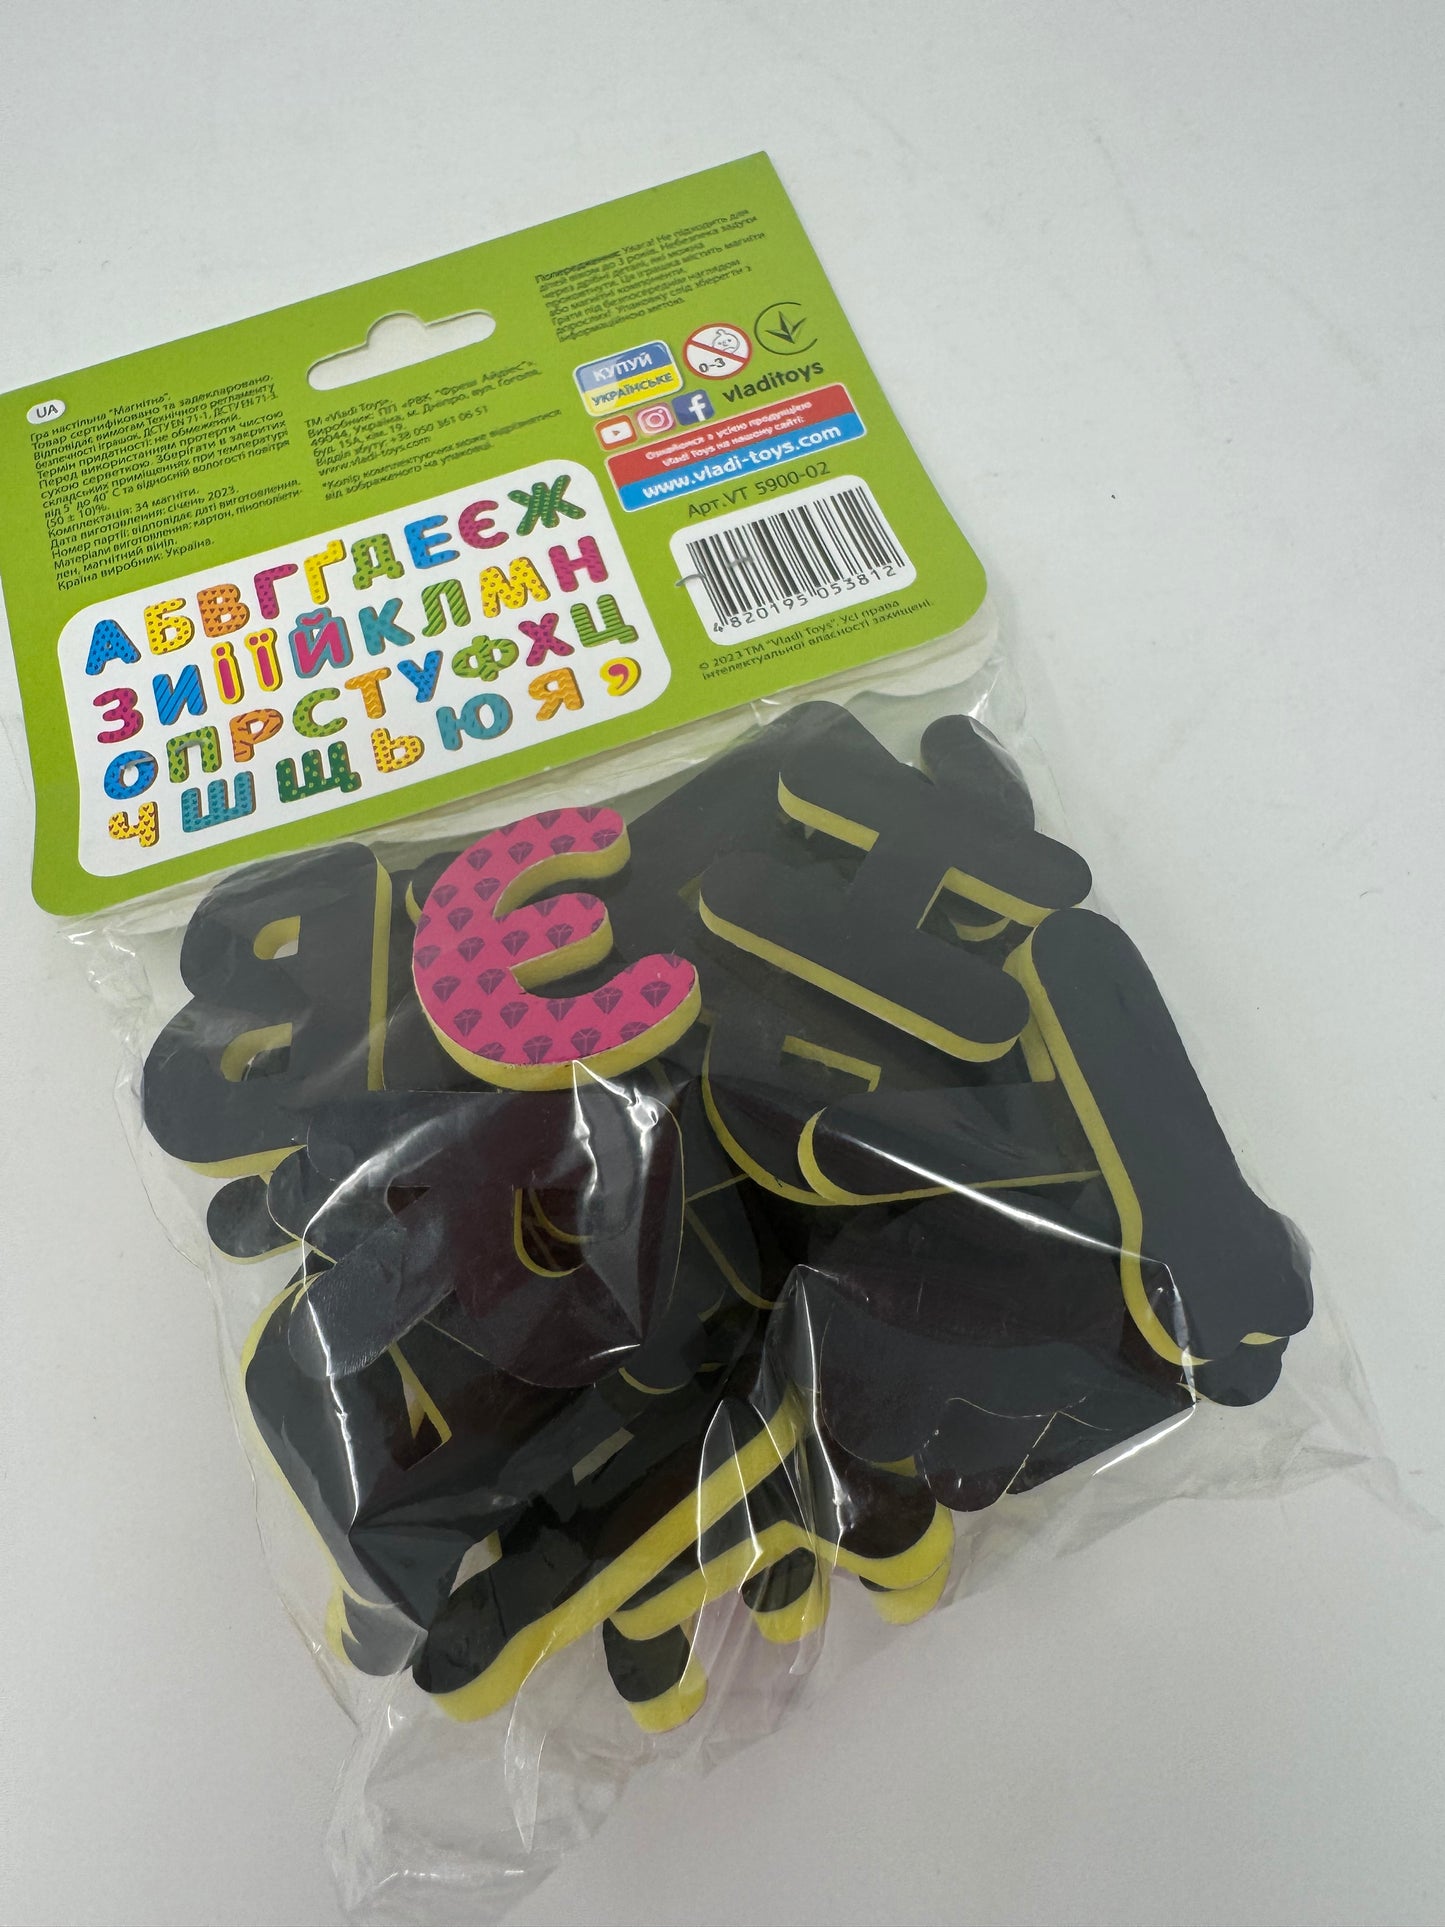 UA
Гра настільна "Магнітна".
Товар сертифіковано та задекларовано.
Відповідає вимогам Технічного регламенту
безпечності іграшок, ДСТУ EN 71-1, ДСТУ EN 71-3.
Термін придатності: не обмежений.
Перед використанням протерти чистою
сухою серветкою. Зберігати в закритих
складських приміщеннях при температурі
від 5° до 40° С та відносній вологості повітря
(50 ± 10)%.
Комплектація: 34 магніти.
Дата виготовлення: січень 2023.
Номер партії: відповідає даті виготовлення.
Матеріали виготовлення: картон, пінополіети-
лен, магнітний вініл.
Країна виробник: Україна.
ТМ "Vladi Toys".
Виробник: ПП «РВК "Фреш Айдіес"»,
49044, Україна, м. Дніпро, вул. Гоголя,
буд. 15А, кв. 19.
Відділ збуту: +38 050 361 06 51
www.vladi-toys.com
*Колір комплектуючих може відрізнятися
від зображеного на упаковці
Попередження: Увага! Не підходить для
дітей віком до 3 років. Небезпека задухи
через дрібні деталі, які можна
проковтнути. Ця іграшка містить магніти
або магнітні компоненти.
Грати під безпосереднім наглядом
дорослих! Упаковку слід зберегти з
інформаційною метою.
КУПУЙ
УКРАЇНСЬКЕ
0-3
vladitoys
Ознайомся з усією продукцією
Vladi Toys на нашому сайті:
www.vladi-toys.com
Арт.VT 5900-02
4 820195 053812
© 2023 ТМ "Vladi Toys". Усі права
інтелектуальної власності захищені.
А Б В Г Ґ Д Е Є Ж
З И І Ї Й К Л М Н
О П Р С Т У Ф Х Ц
Ч Ш Щ Ь Ю Я ,
Є